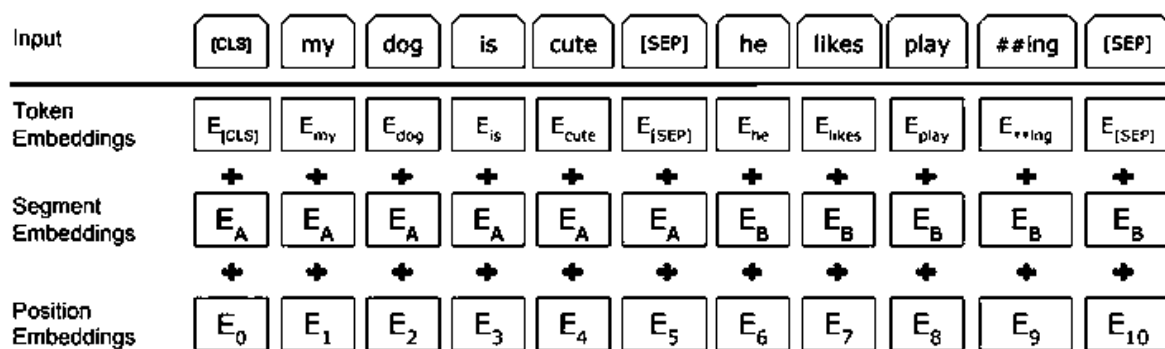 Input [CLS] my dog is cute [SEP] he likes play ##ing [SEP]
Token
Embeddings
E[CLS] Emy Edog Eis Ecute E[SEP] Ehe Elikes Eplay E**ing E[SEP]
Segment
Embeddings
EA EA EA EA EA EA EB EB EB EB EB
Position
Embeddings
E0 E1 E2 E3 E4 E5 E6 E7 E8 E9 E10